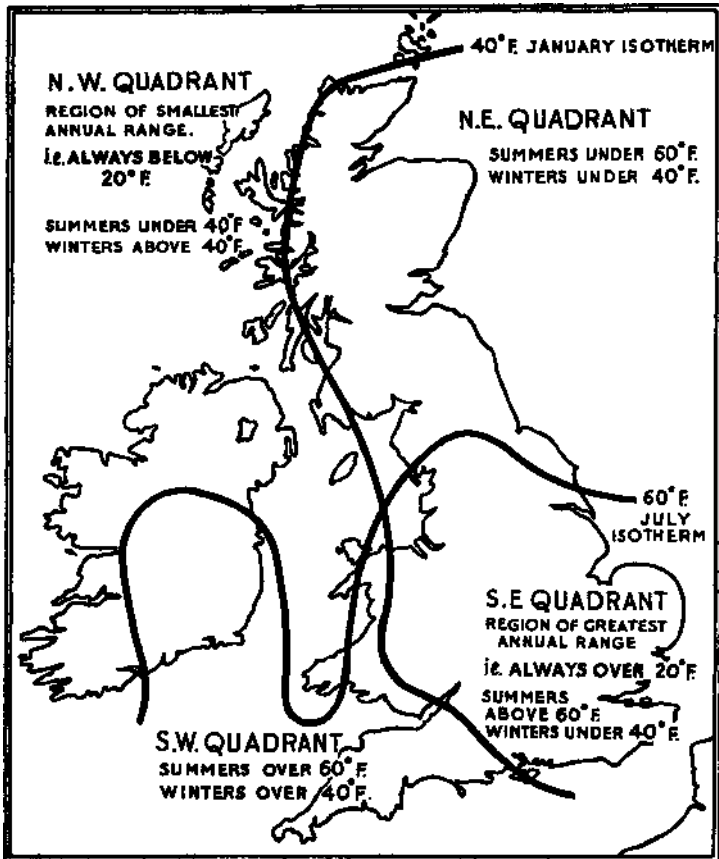 40°F. JANUARY ISOTHERM
N.W. QUADRANT
REGION OF SMALLEST
ANNUAL RANGE.
i.e. ALWAYS BELOW
20°F.
SUMMERS UNDER 40°F
WINTERS ABOVE 40°F.
N.E. QUADRANT
SUMMERS UNDER 60°F.
WINTERS UNDER 40°F.
60°F.
JULY
ISOTHERM
S.E QUADRANT
REGION OF GREATEST
ANNUAL RANGE
ie. ALWAYS OVER 20°F.
SUMMERS
ABOVE 60°F.
WINTERS UNDER 40°F.
S.W. QUADRANT
SUMMERS OVER 60°F.
WINTERS OVER 40°F.